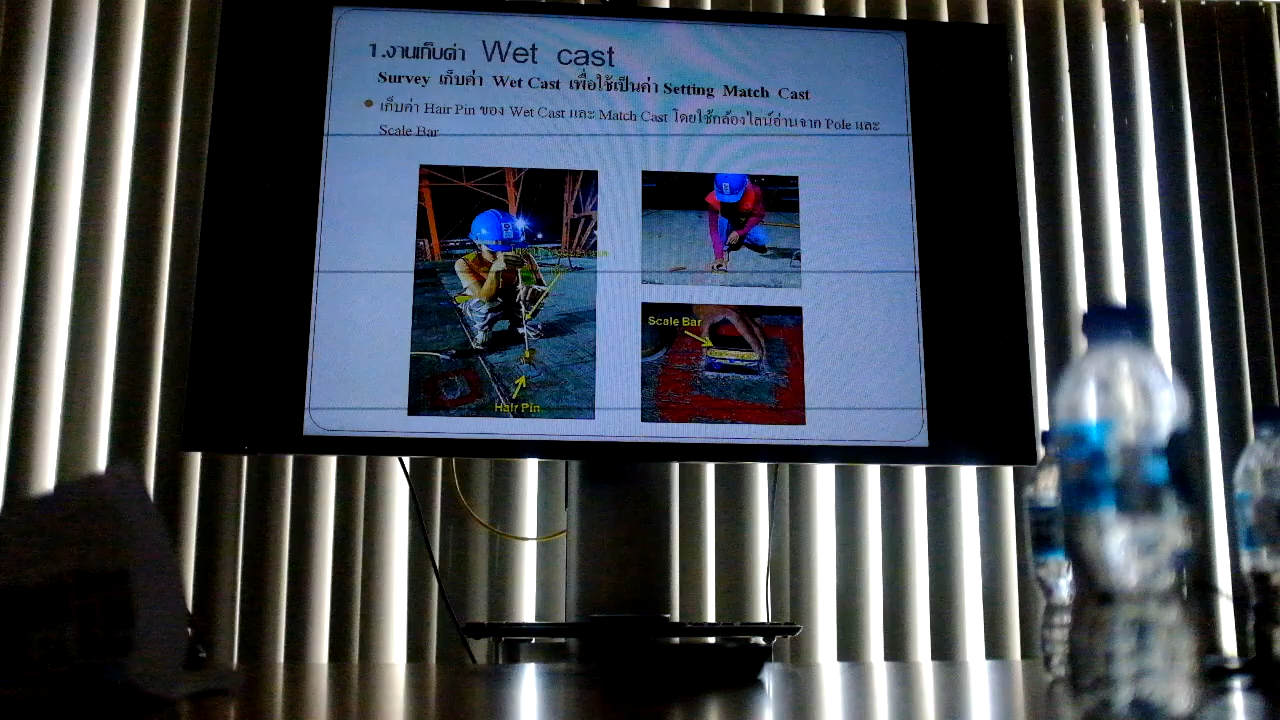 1.งานเก็บค่า Wet cast
Survey เก็บค่า Wet Cast เพื่อใช้เป็นค่า Setting Match Cast
เก็บค่า Hair Pin ของ Wet Cast และ Match Cast โดยใช้กล้องไลน์อ่านจาก Pole และ
Scale Bar
Scale Bar
Hair Pin